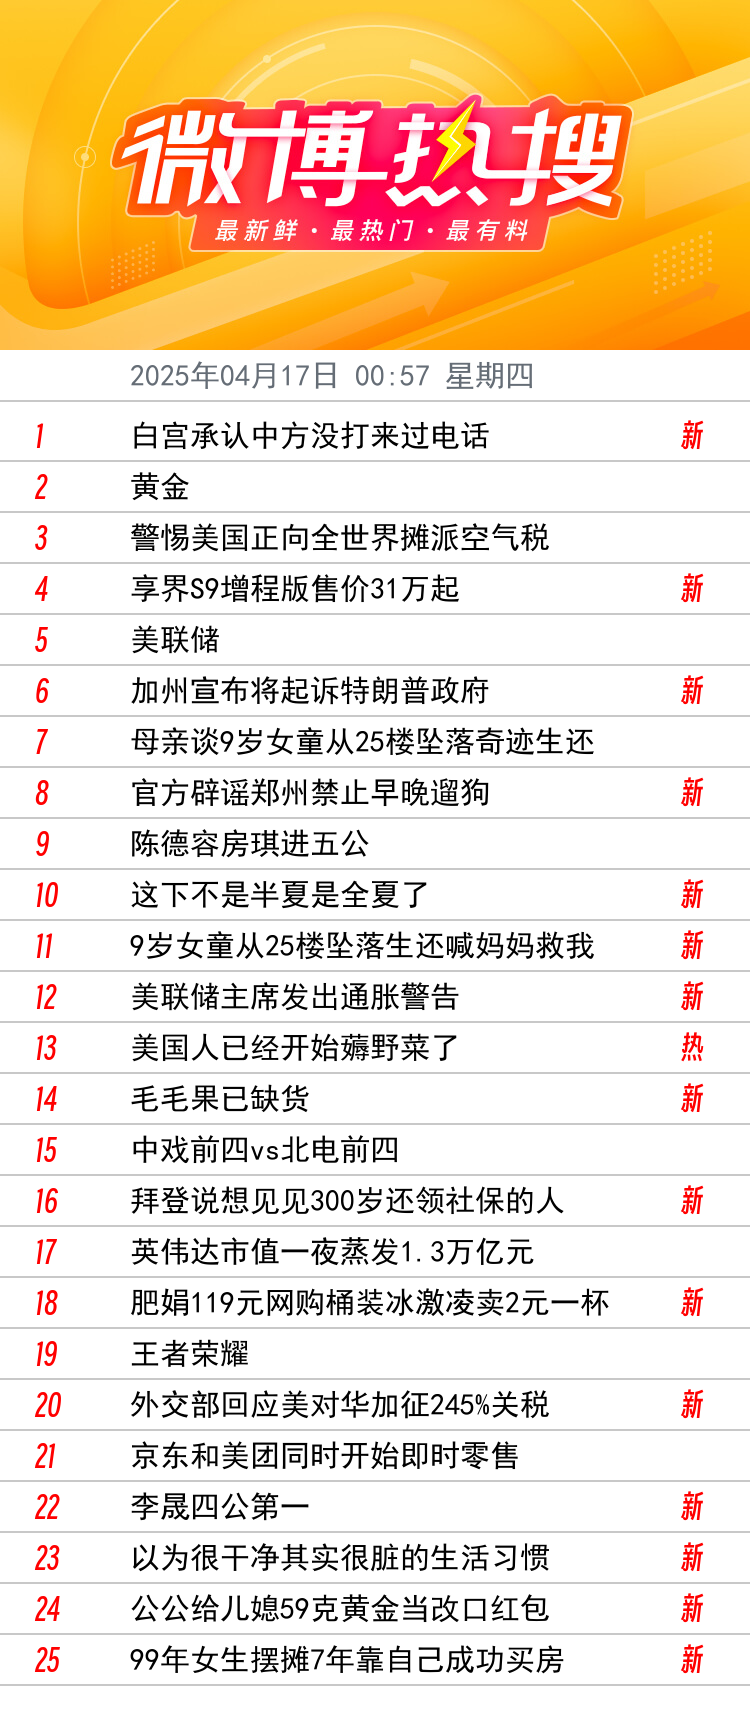 微博热搜
最新鲜·最热门·最有料
2025年04月17日 00:57 星期四
1 白宫承认中方没打来过电话 新
2 黄金
3 警惕美国正向全世界摊派空气税
4 享界S9增程版售价31万起 新
5 美联储
6 加州宣布将起诉特朗普政府 新
7 母亲谈9岁女童从25楼坠落奇迹生还
8 官方辟谣郑州禁止早晚遛狗 新
9 陈德容房琪进五公
10 这下不是半夏是全夏了 新
11 9岁女童从25楼坠落生还喊妈妈救我 新
12 美联储主席发出通胀警告 新
13 美国人已经开始薅野菜了 热
14 毛毛果已缺货 新
15 中戏前四vs北电前四
16 拜登说想见见300岁还领社保的人 新
17 英伟达市值一夜蒸发1.3万亿元
18 肥娟119元网购桶装冰激凌卖2元一杯 新
19 王者荣耀
20 外交部回应美对华加征245%关税 新
21 京东和美团同时开始即时零售
22 李晟四公第一 新
23 以为很干净其实很脏的生活习惯 新
24 公公给儿媳59克黄金当改口红包 新
25 99年女生摆摊7年靠自己成功买房 新